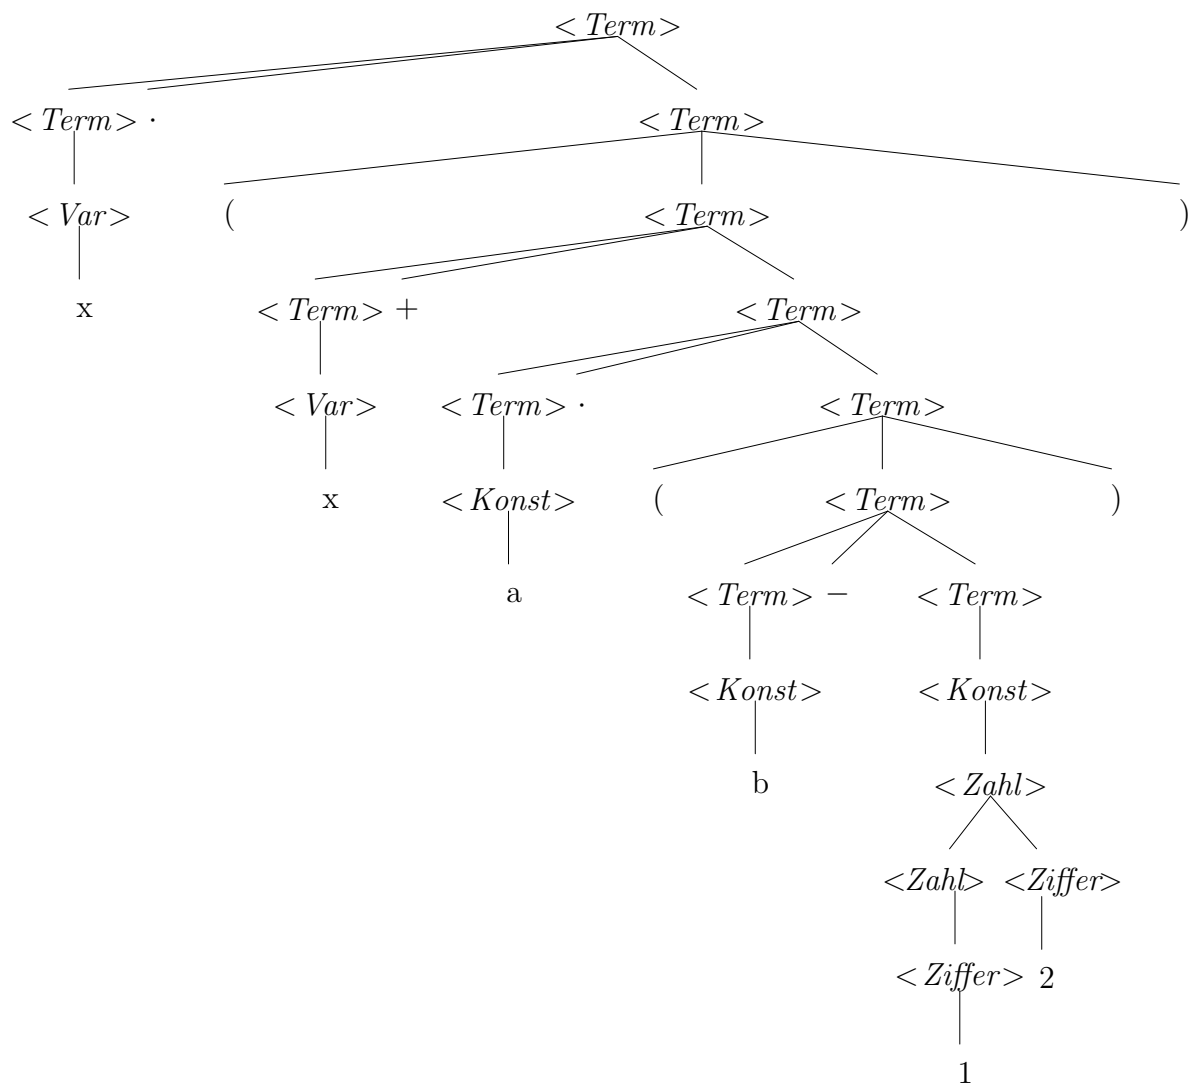 < Term >
< Term > · < Term >
< Var > ( < Term > )
x < Term > + < Term >
< Var > < Term > · < Term >
x < Konst > ( < Term > )
a < Term > − < Term >
< Konst > < Konst >
b < Zahl >
<Zahl> <Ziffer>
< Ziffer > 2
1